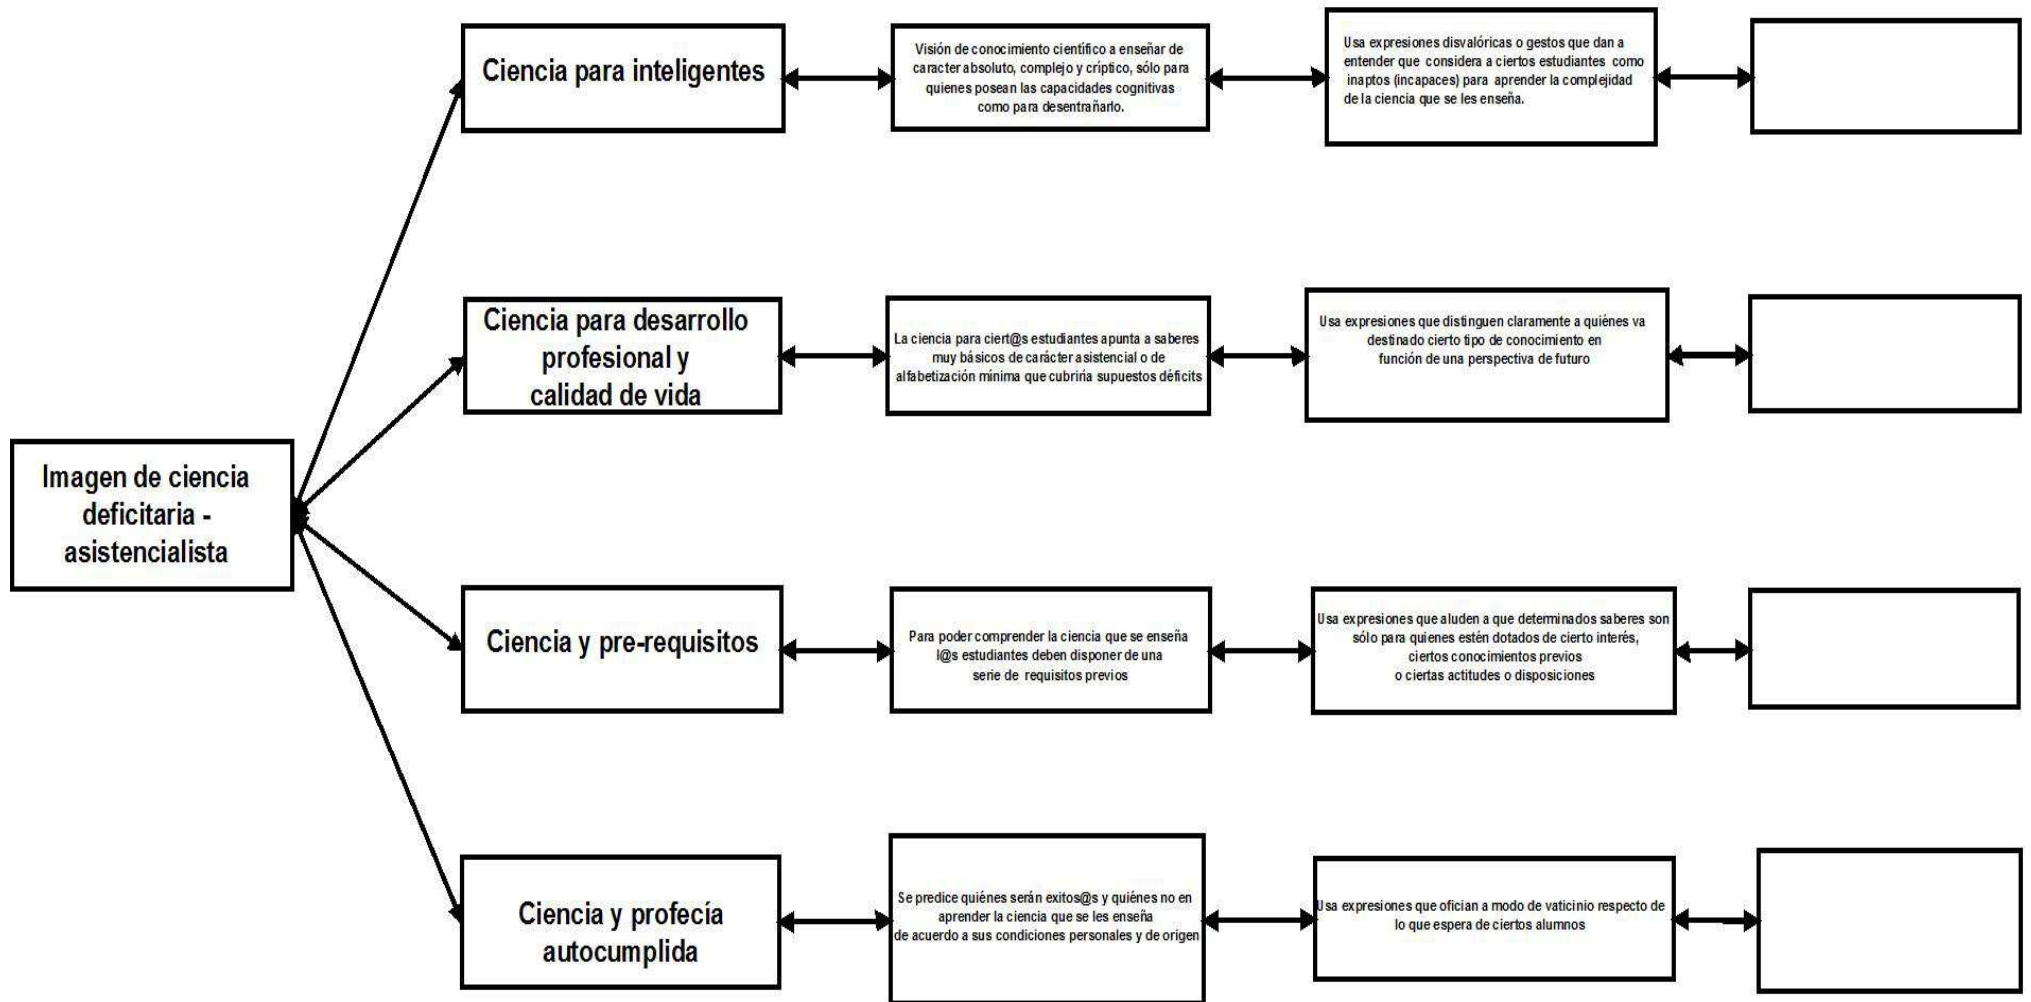 Ciencia para inteligentes
Visión de conocimiento científico a enseñar de
caracter absoluto, complejo y críptico, sólo para
quienes posean las capacidades cognitivas
como para desentrañarlo.
Usa expresiones disvalóricas o gestos que dan a
entender que considera a ciertos estudiantes como
inaptos (incapaces) para aprender la complejidad
de la ciencia que se les enseña.
Ciencia para desarrollo
profesional y
calidad de vida
La ciencia para ciert@s estudiantes apunta a saberes
muy básicos de carácter asistencial o de
alfabetización mínima que cubriría supuestos déficits
Usa expresiones que distinguen claramente a quiénes va
destinado cierto tipo de conocimiento en
función de una perspectiva de futuro
Imagen de ciencia
deficitaria -
asistencialista
Ciencia y pre-requisitos
Para poder comprender la ciencia que se enseña
l@s estudiantes deben disponer de una
serie de requisitos previos
Usa expresiones que aluden a que determinados saberes son
sólo para quienes estén dotados de cierto interés,
ciertos conocimientos previos
o ciertas actitudes o disposiciones
Ciencia y profecía
autocumplida
Se predice quiénes serán exitos@s y quiénes no en
aprender la ciencia que se les enseña
de acuerdo a sus condiciones personales y de origen
Usa expresiones que ofician a modo de vaticinio respecto de
lo que espera de ciertos alumnos